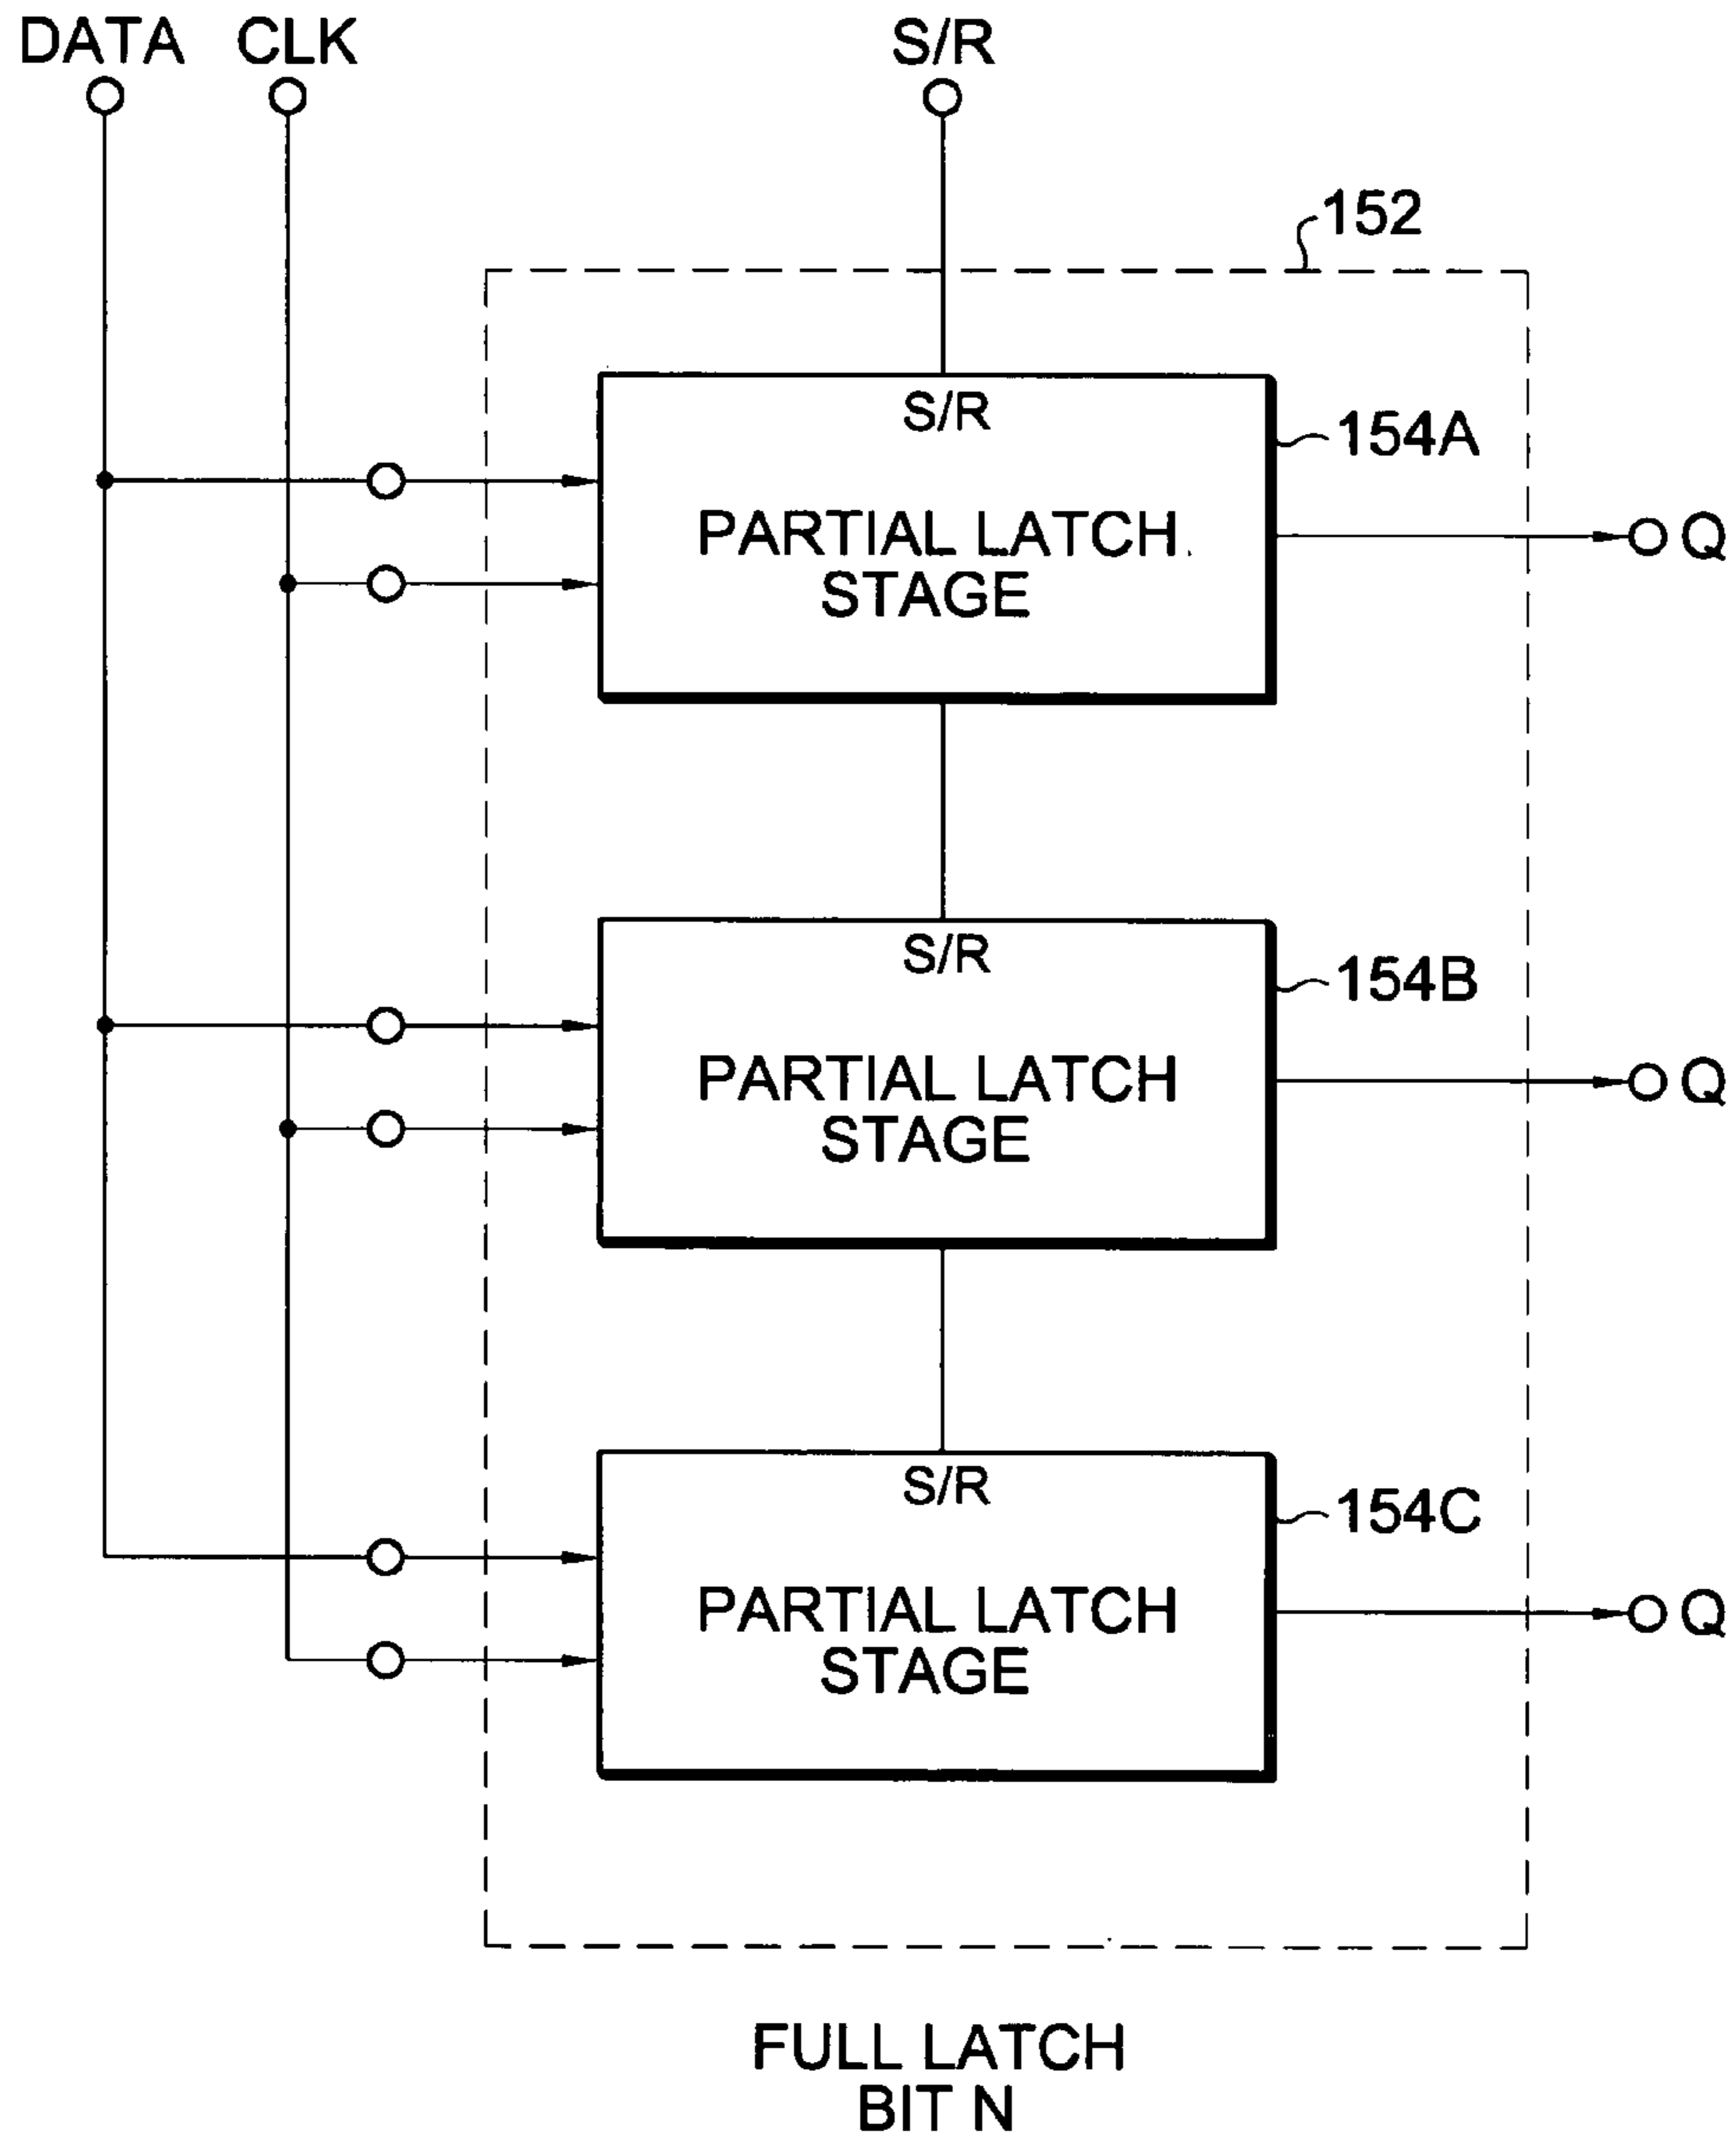 DATA CLK S/R
152
S/R
154A
PARTIAL LATCH
STAGE
Q
S/R
154B
PARTIAL LATCH
STAGE
Q
S/R
154C
PARTIAL LATCH
STAGE
Q
FULL LATCH
BIT N